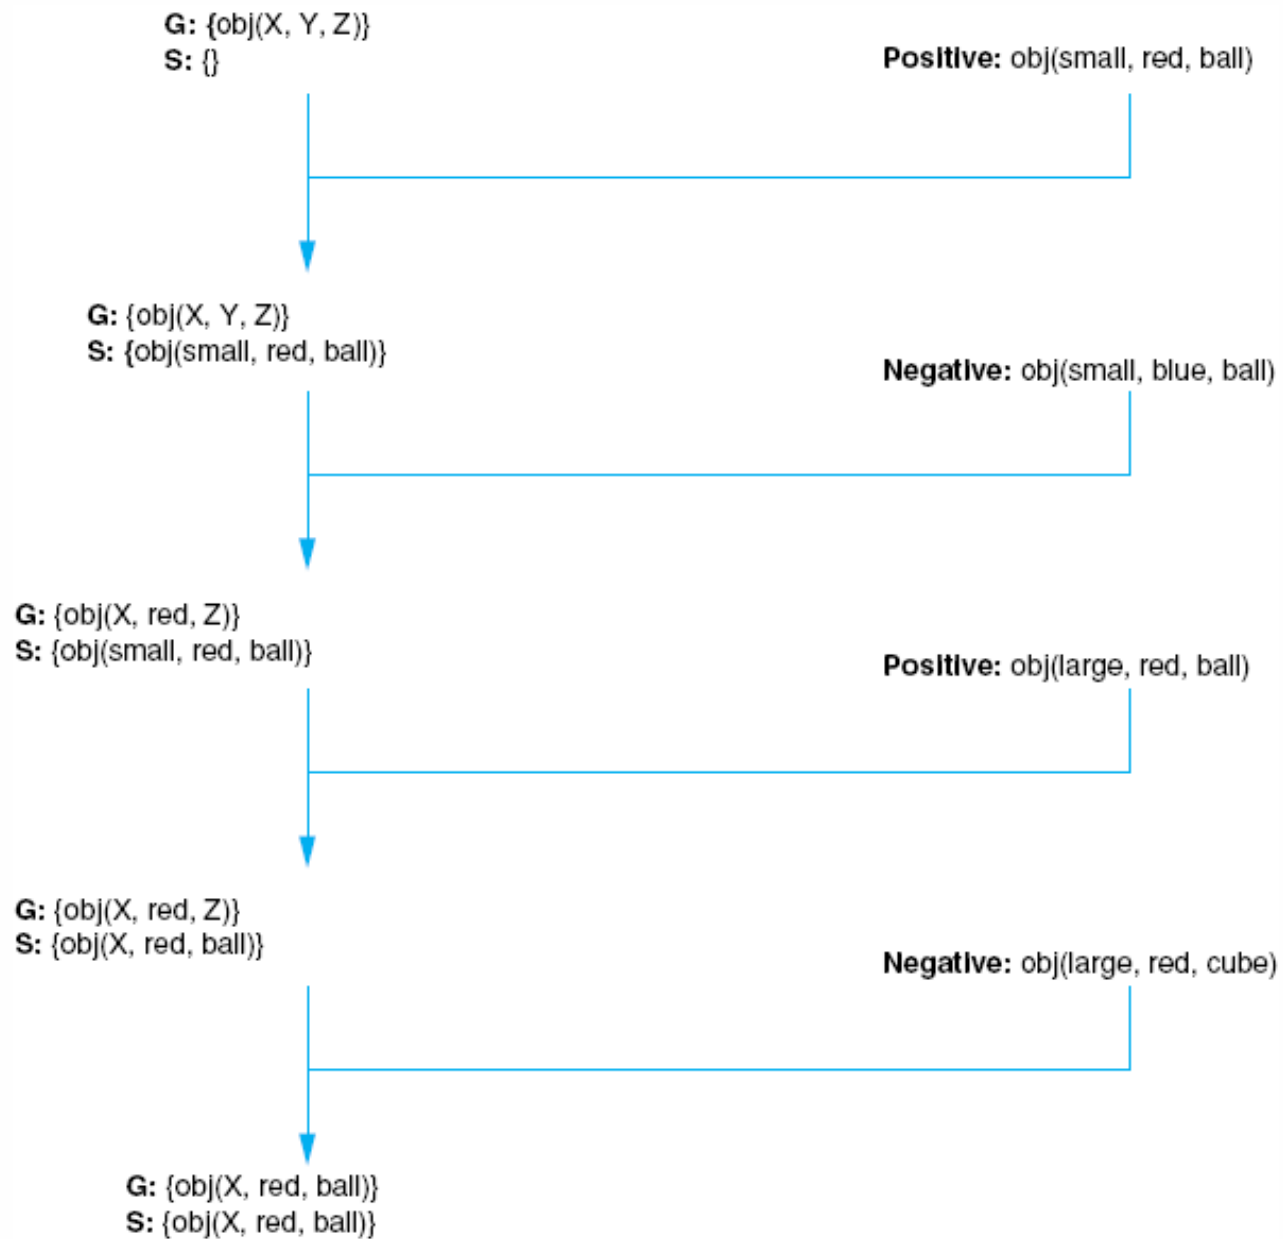 G: {obj(X, Y, Z)}
S: {}
Positive: obj(small, red, ball)
G: {obj(X, Y, Z)}
S: {obj(small, red, ball)}
Negative: obj(small, blue, ball)
G: {obj(X, red, Z)}
S: {obj(small, red, ball)}
Positive: obj(large, red, ball)
G: {obj(X, red, Z)}
S: {obj(X, red, ball)}
Negative: obj(large, red, cube)
G: {obj(X, red, ball)}
S: {obj(X, red, ball)}